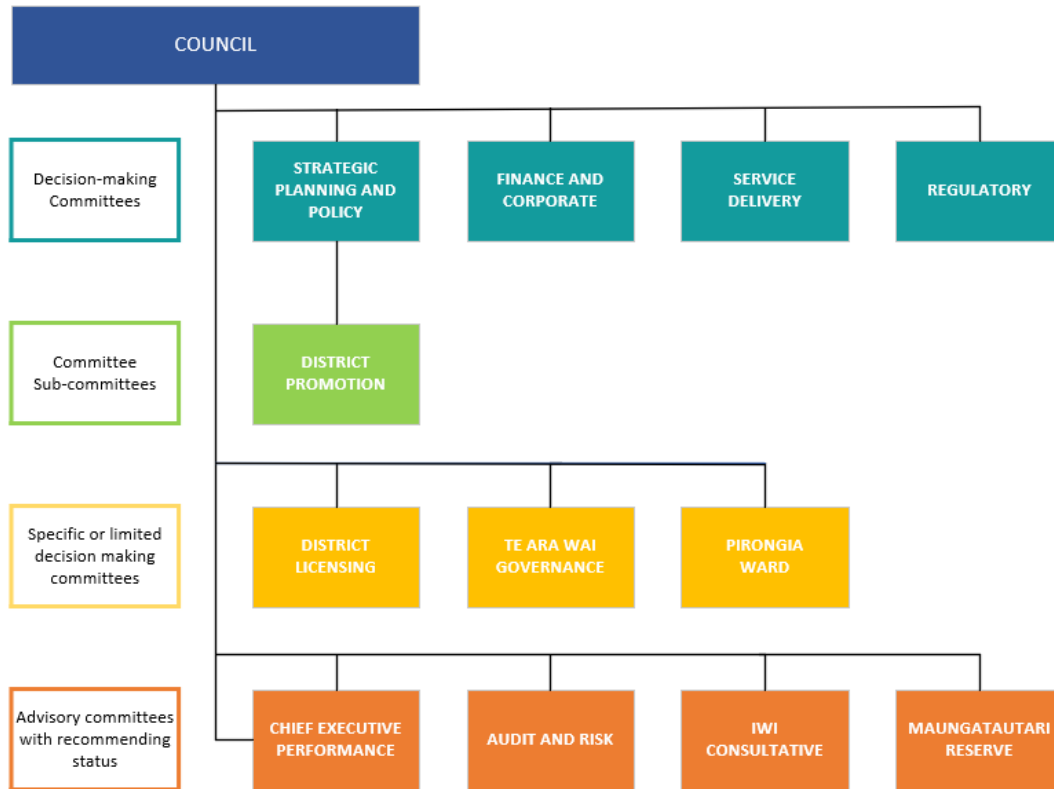 COUNCIL
Decision-making
Committees
STRATEGIC
PLANNING AND
POLICY
FINANCE AND
CORPORATE
SERVICE
DELIVERY
REGULATORY
Committee
Sub-committees
DISTRICT
PROMOTION
Specific or limited
decision making
committees
DISTRICT
LICENSING
TE ARA WAI
GOVERNANCE
PIRONGIA
WARD
Advisory committees
with recommending
status
CHIEF EXECUTIVE
PERFORMANCE
AUDIT AND RISK
IWI
CONSULTATIVE
MAUNGATAUTARI
RESERVE